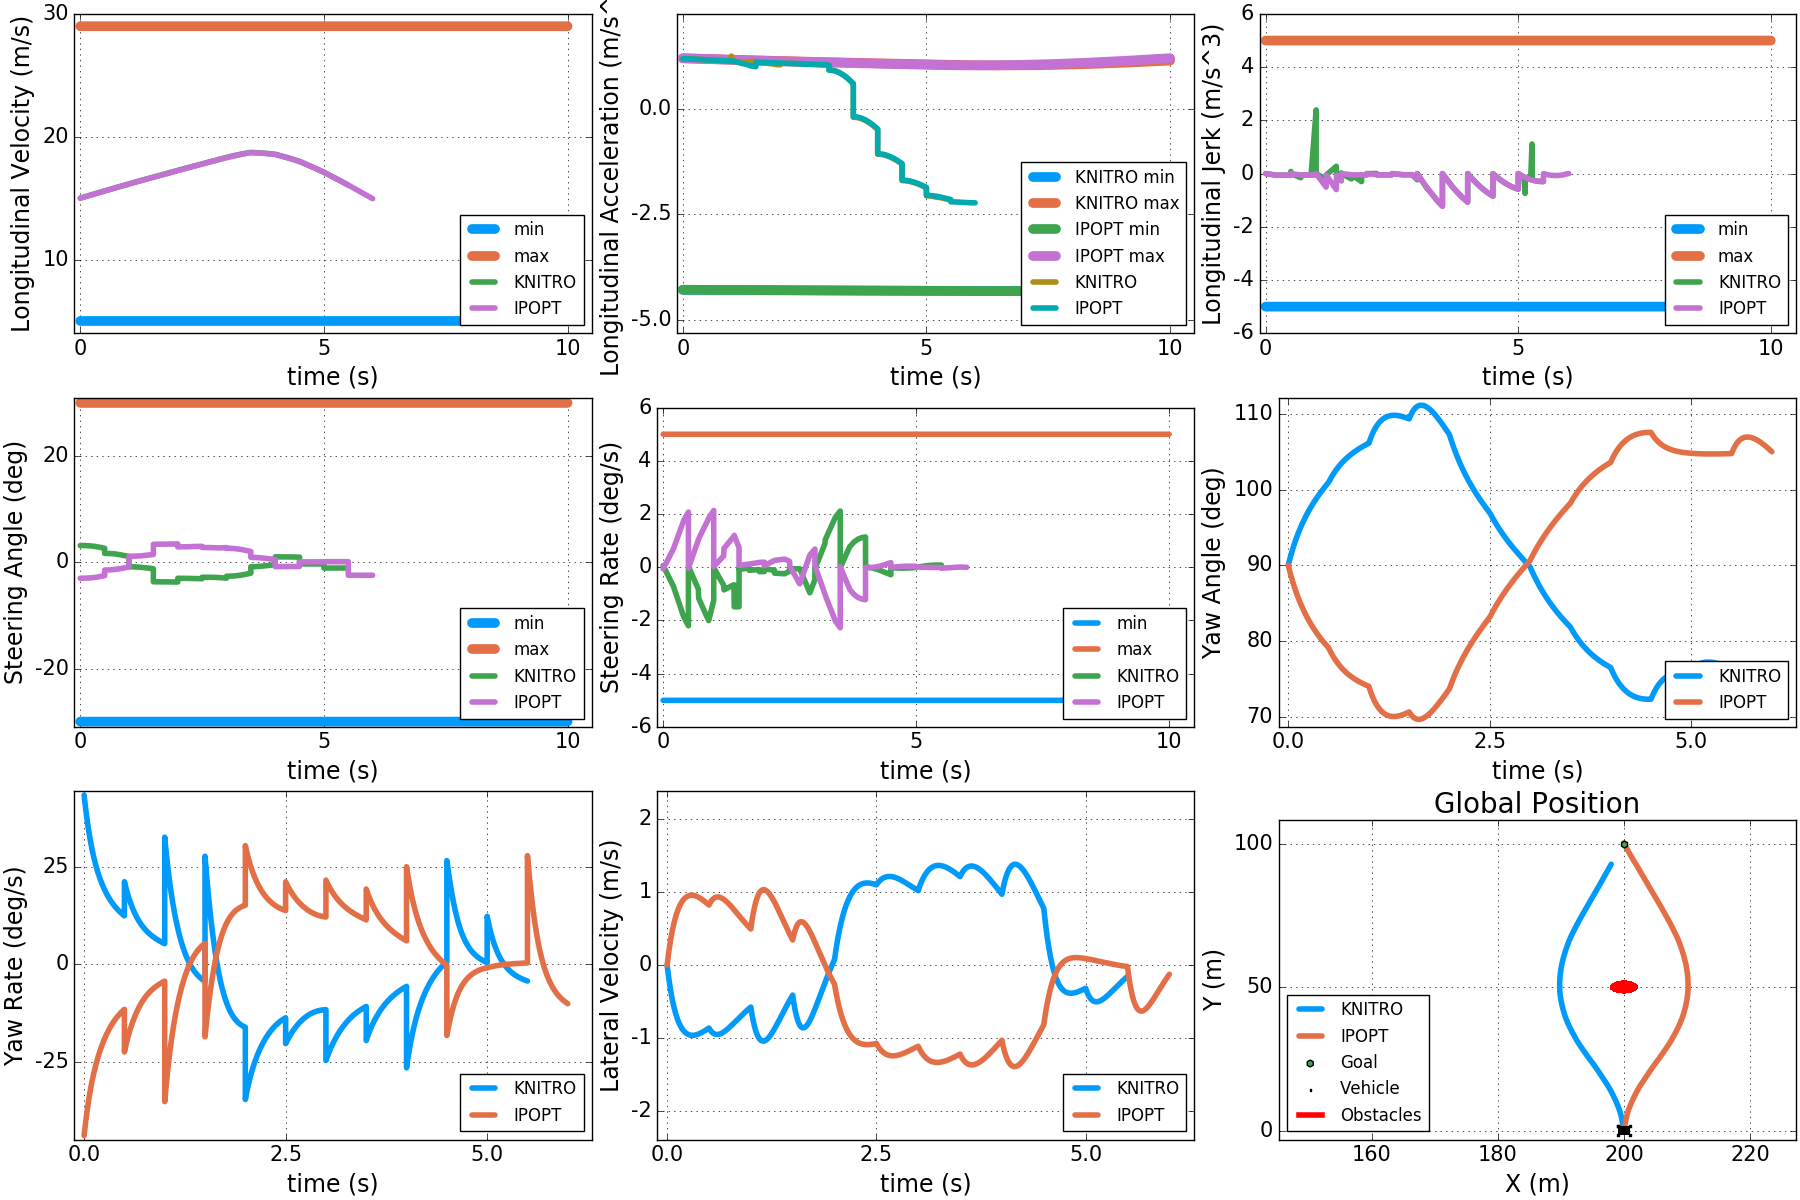 Longitudinal Velocity (m/s)
30
20
10
0
5
10
time (s)
min
max
KNITRO
IPOPT
Longitudinal Acceleration (m/s^
0.0
-2.5
-5.0
0
5
10
time (s)
KNITRO min
KNITRO max
IPOPT min
IPOPT max
KNITRO
IPOPT
Longitudinal Jerk (m/s^3)
6
4
2
0
-2
-4
-6
0
5
10
time (s)
min
max
KNITRO
IPOPT
Steering Angle (deg)
20
0
-20
0
5
10
time (s)
min
max
KNITRO
IPOPT
Steering Rate (deg/s)
6
4
2
0
-2
-4
-6
0
5
10
time (s)
min
max
KNITRO
IPOPT
Yaw Angle (deg)
110
100
90
80
70
0.0
2.5
5.0
time (s)
KNITRO
IPOPT
Yaw Rate (deg/s)
25
0
-25
0.0
2.5
5.0
time (s)
KNITRO
IPOPT
Lateral Velocity (m/s)
2
1
0
-1
-2
0.0
2.5
5.0
time (s)
KNITRO
IPOPT
Global Position
Y (m)
100
50
0
160
180
200
220
X (m)
KNITRO
IPOPT
Goal
Vehicle
Obstacles